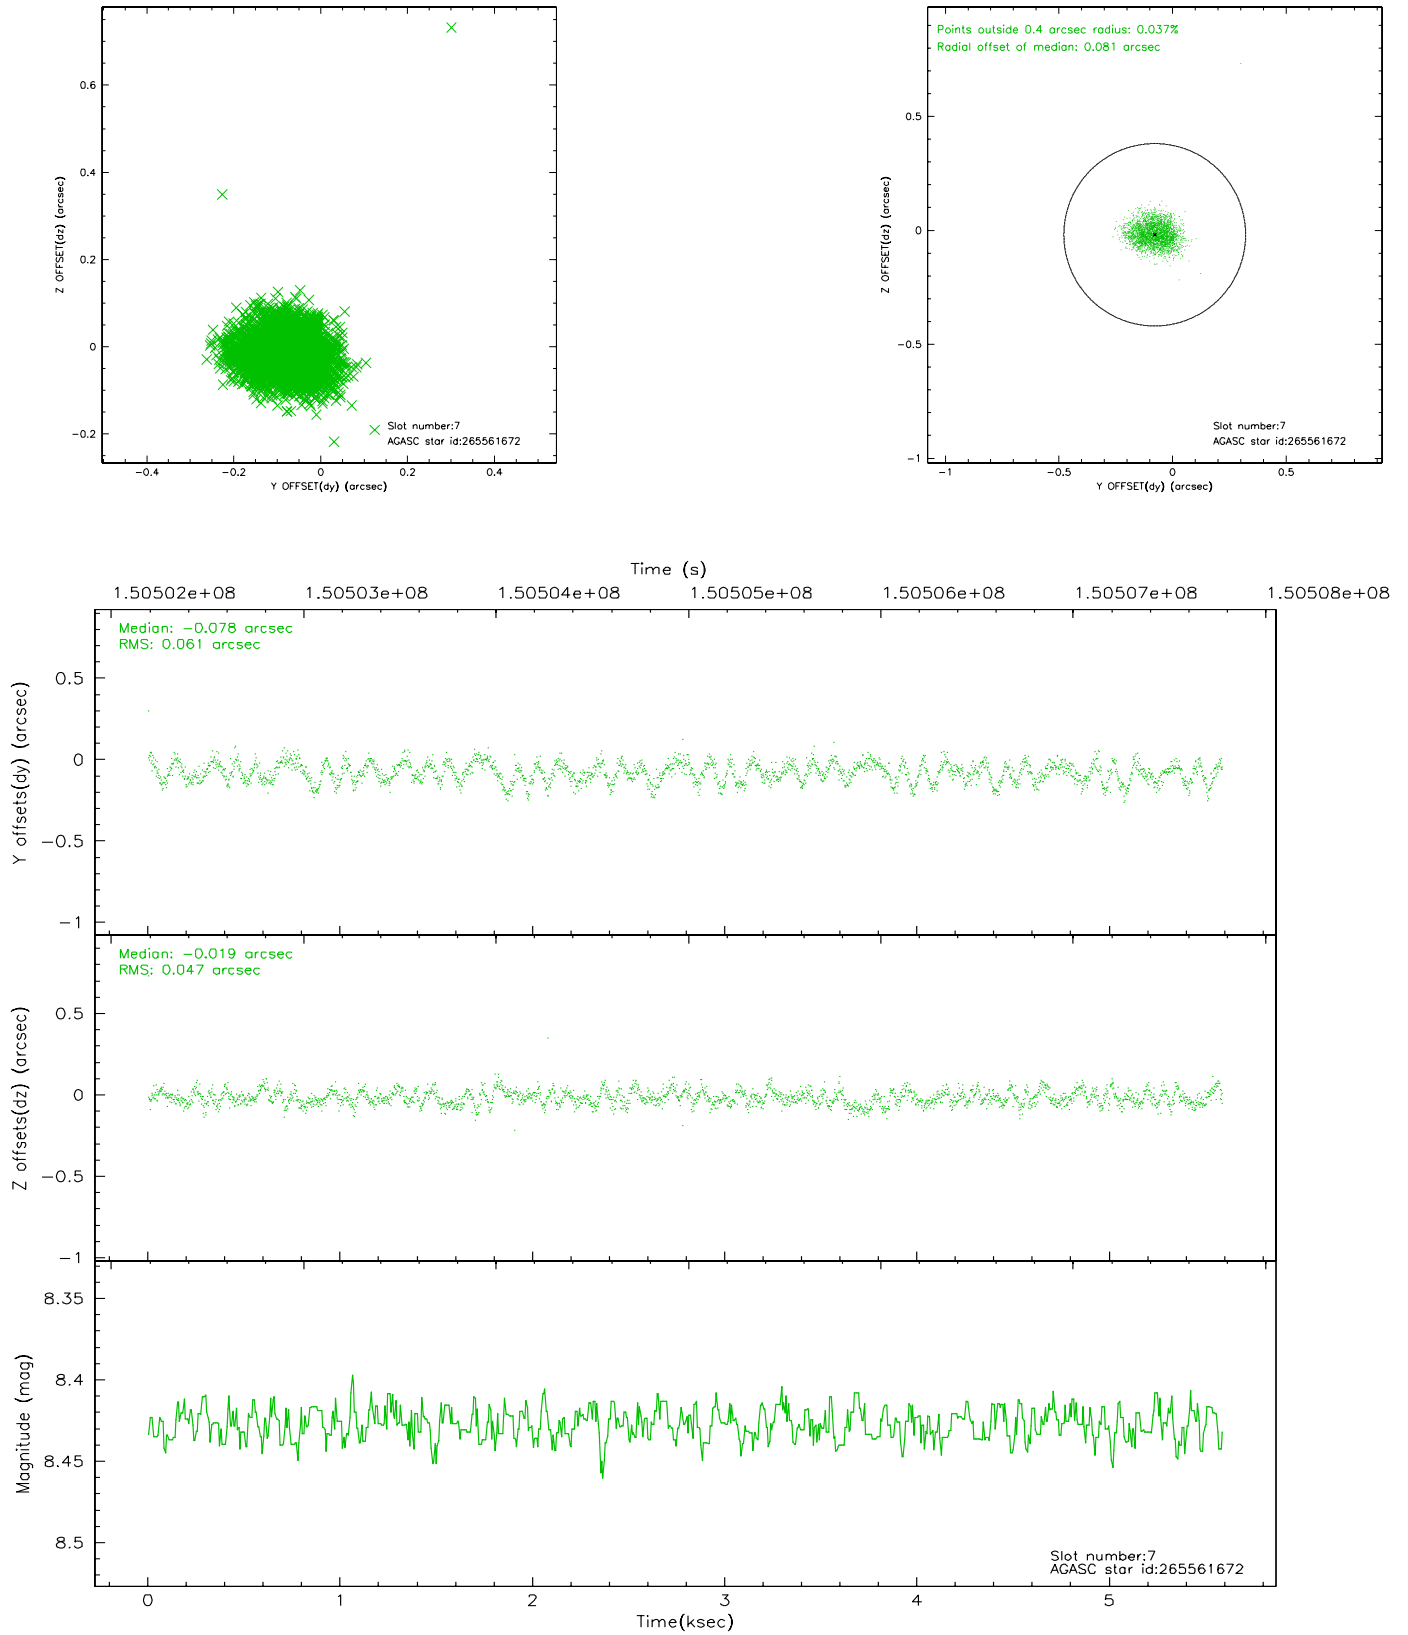 0.6
0.4
0.2
0
−0.2
Z OFFSET(dz) (arcsec)
Slot number:7
AGASC star id:265561672
−0.4 −0.2 0 0.2 0.4
Y OFFSET(dy) (arcsec)
Points outside 0.4 arcsec radius: 0.037%
Radial offset of median: 0.081 arcsec
0.5
0
−0.5
−1
Z OFFSET(dz) (arcsec)
Slot number:7
AGASC star id:265561672
−1 −0.5 0 0.5
Y OFFSET(dy) (arcsec)
Time (s)
1.50502e+08 1.50503e+08 1.50504e+08 1.50505e+08 1.50506e+08 1.50507e+08 1.50508e+08
Median: −0.078 arcsec
RMS: 0.061 arcsec
0.5
0
−0.5
−1
Y offsets(dy) (arcsec)
Median: −0.019 arcsec
RMS: 0.047 arcsec
0.5
0
−0.5
−1
Z offsets(dz) (arcsec)
8.35
8.4
8.45
8.5
Magnitude (mag)
Slot number:7
AGASC star id:265561672
0 1 2 3 4 5
Time(ksec)